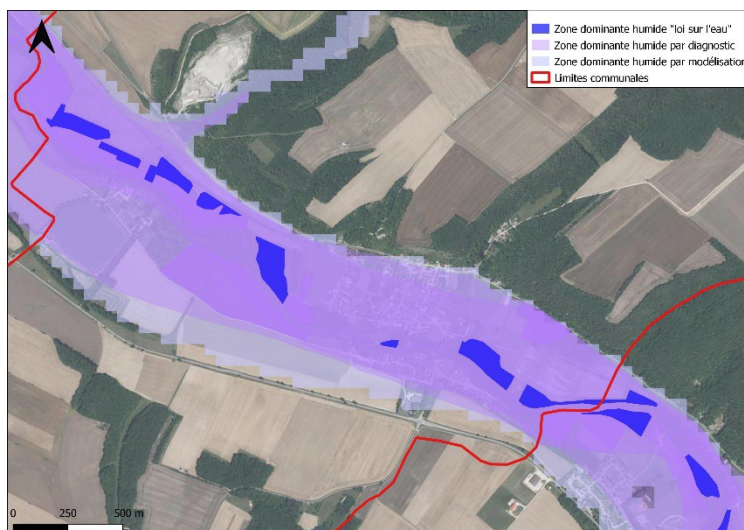 Zone dominante humide "loi sur l'eau"
Zone dominante humide par diagnostic
Zone dominante humide par modélisation
Limites communales
0 250 500 m